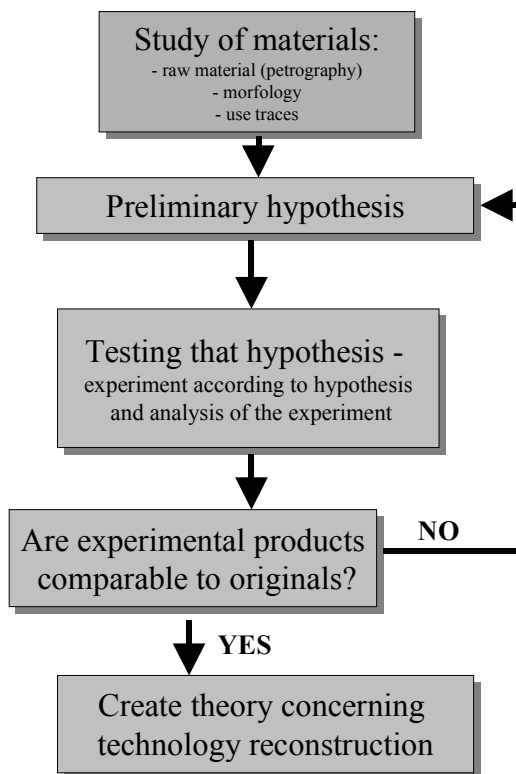 Study of materials:
- raw material (petrography)
- morfology
- use traces
Preliminary hypothesis
Testing that hypothesis -
experiment according to hypothesis
and analysis of the experiment
Are experimental products
comparable to originals?
NO
YES
Create theory concerning
technology reconstruction